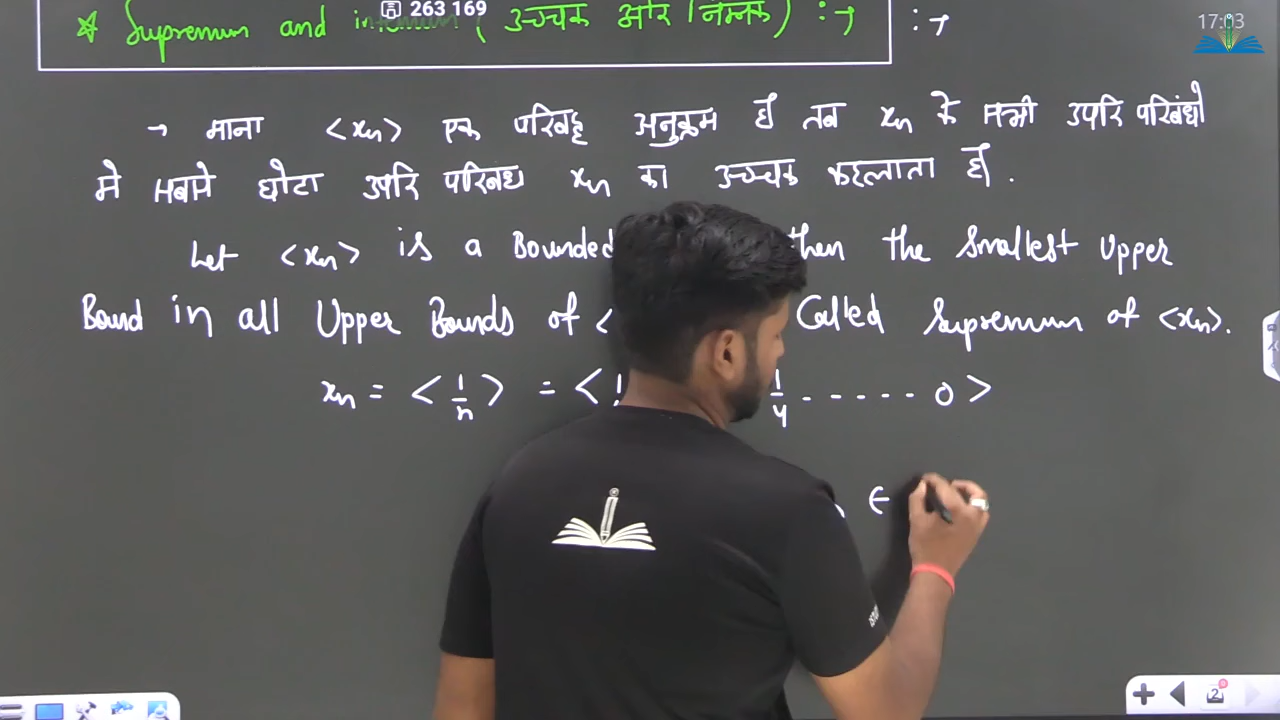 263 169
17:03
* Supremum and in ( उच्चक और निम्नक) :→ :→
→ माना <xn> एक परिबद्ध अनुक्रम है तब xn के सभी उपरि परिबंधो
मे सबसे छोटा उपरि परिबंध xn का उच्चक कहलाता है .
Let <xn> is a Bounded then the Smallest Upper
Bound in all Upper Bounds of < Called Supremum of <xn>.
xn = < 1/n > = < 1 1/4 ...... 0 >
∈
2